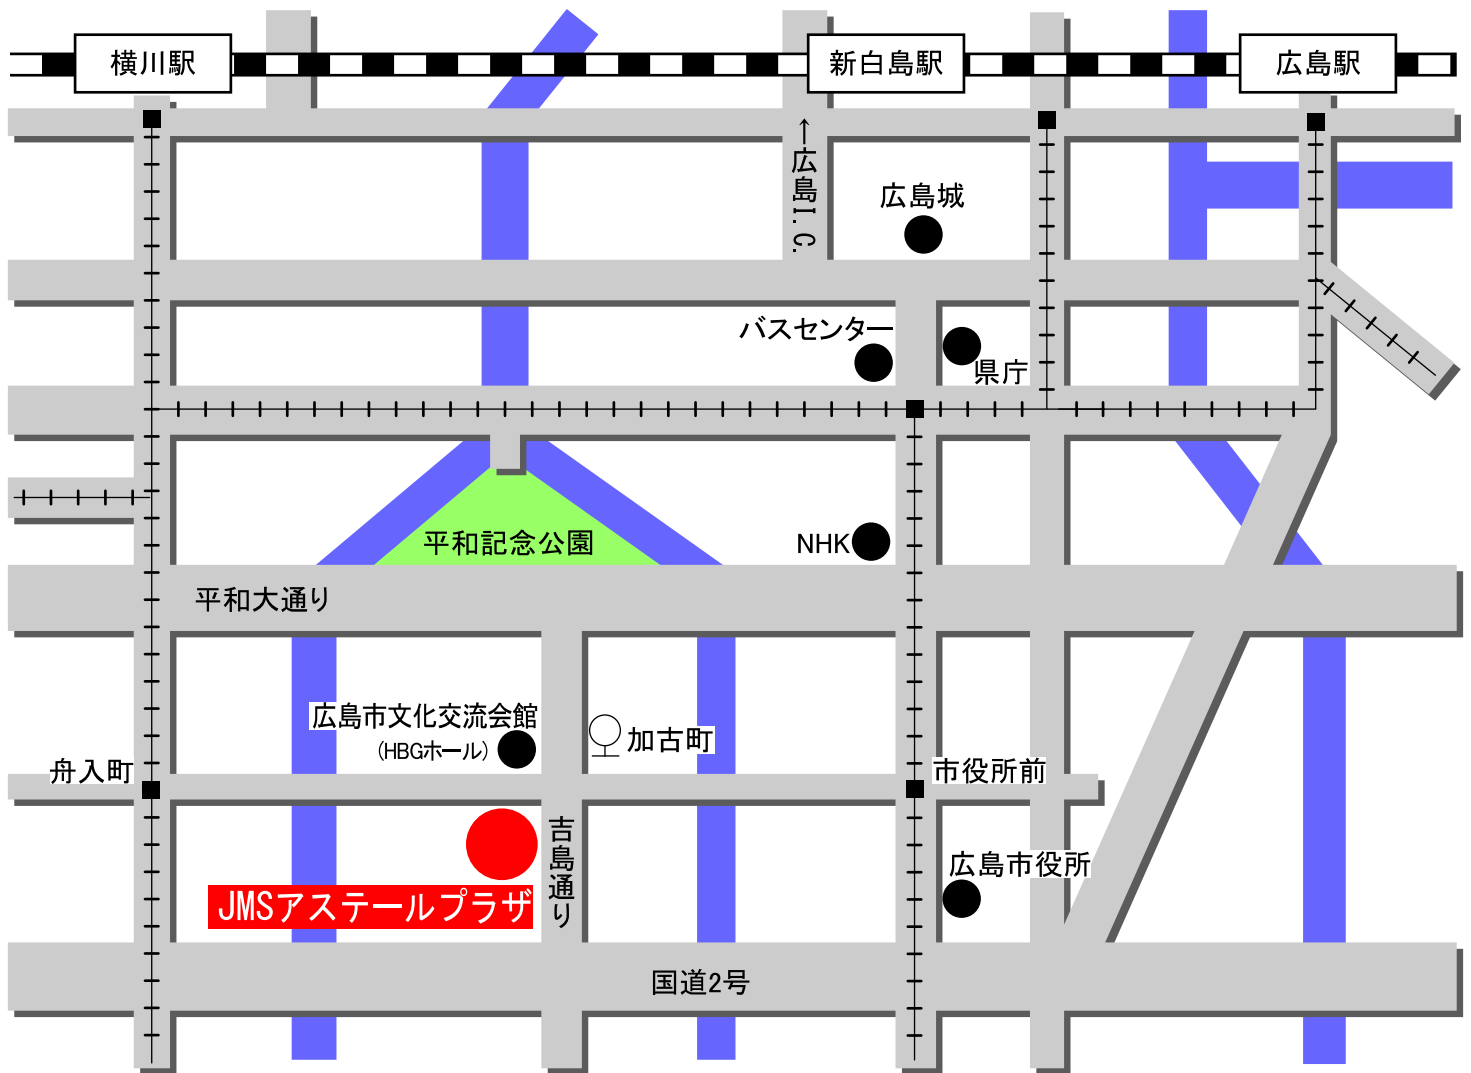 横川駅
新白島駅
広島駅
←広島I.C.
広島城
バスセンター
県庁
平和記念公園
NHK
平和大通り
広島市文化交流会館
(HBGホール)
加古町
舟入町
市役所前
吉島通り
広島市役所
JMSアステールプラザ
国道2号